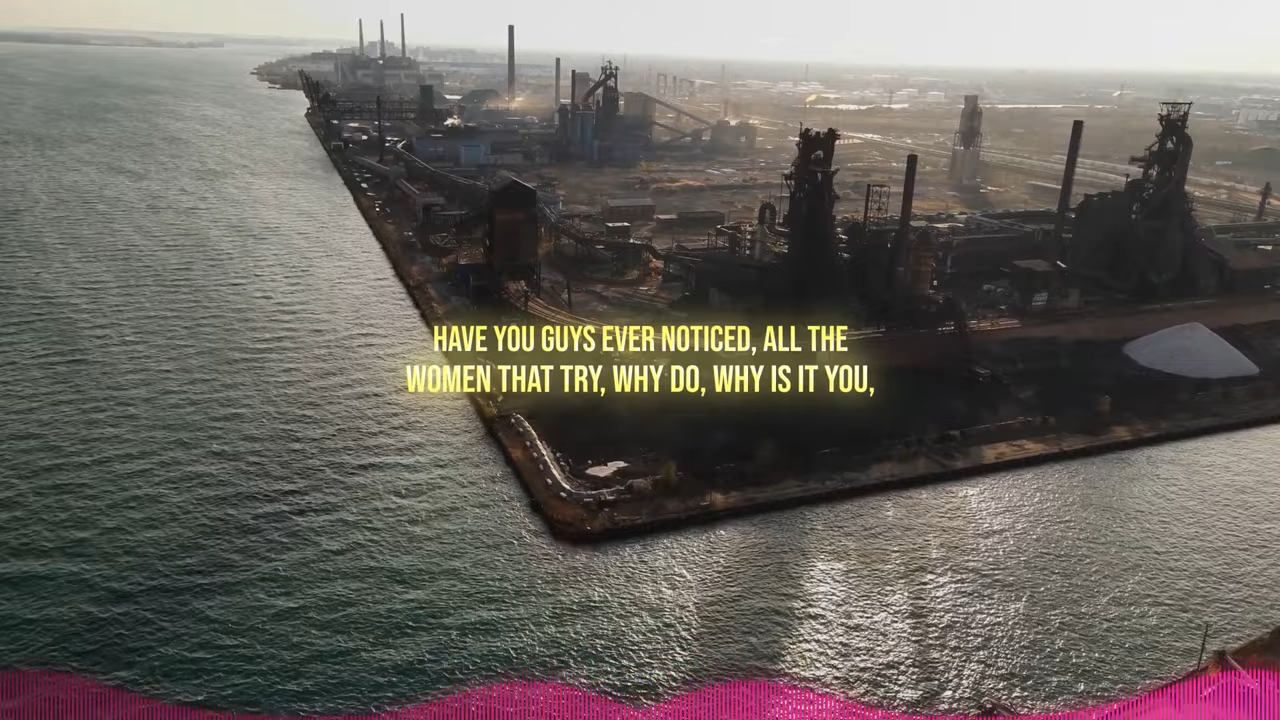 HAVE YOU GUYS EVER NOTICED, ALL THE
WOMEN THAT TRY, WHY DO, WHY IS IT YOU,